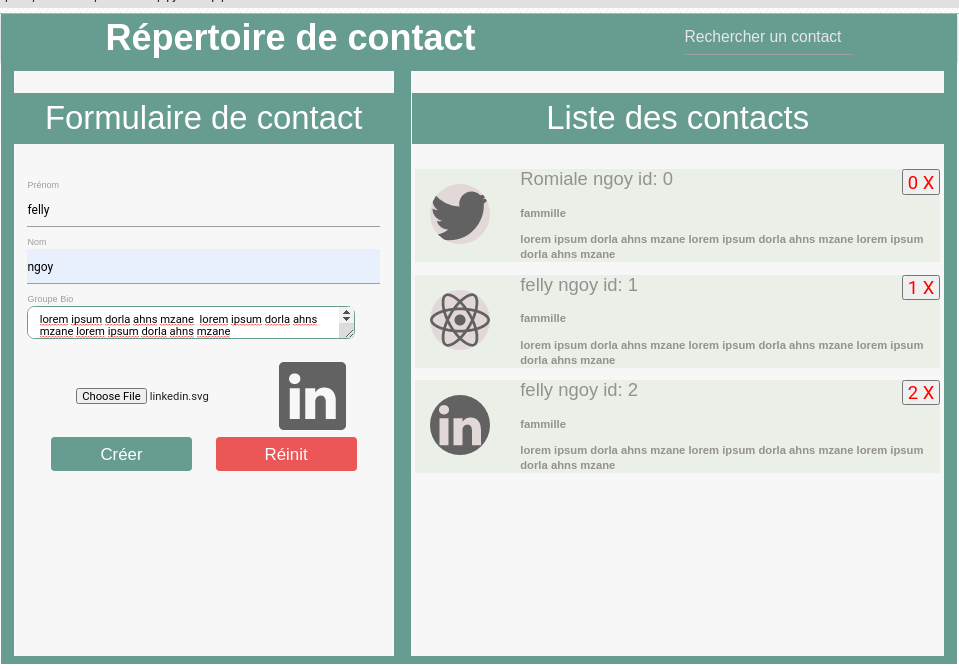 Répertoire de contact
Rechercher un contact
Formulaire de contact
Prénom
felly
Nom
ngoy
Groupe Bio
lorem ipsum dorla ahns mzane  lorem ipsum dorla ahns
mzane lorem ipsum dorla ahns mzane
Choose File linkedin.svg
in
Créer
Réinit
Liste des contacts
Romiale ngoy id: 0
0 X
fammille
lorem ipsum dorla ahns mzane lorem ipsum dorla ahns mzane lorem ipsum
dorla ahns mzane
felly ngoy id: 1
1 X
fammille
lorem ipsum dorla ahns mzane lorem ipsum dorla ahns mzane lorem ipsum
dorla ahns mzane
in
felly ngoy id: 2
2 X
fammille
lorem ipsum dorla ahns mzane lorem ipsum dorla ahns mzane lorem ipsum
dorla ahns mzane